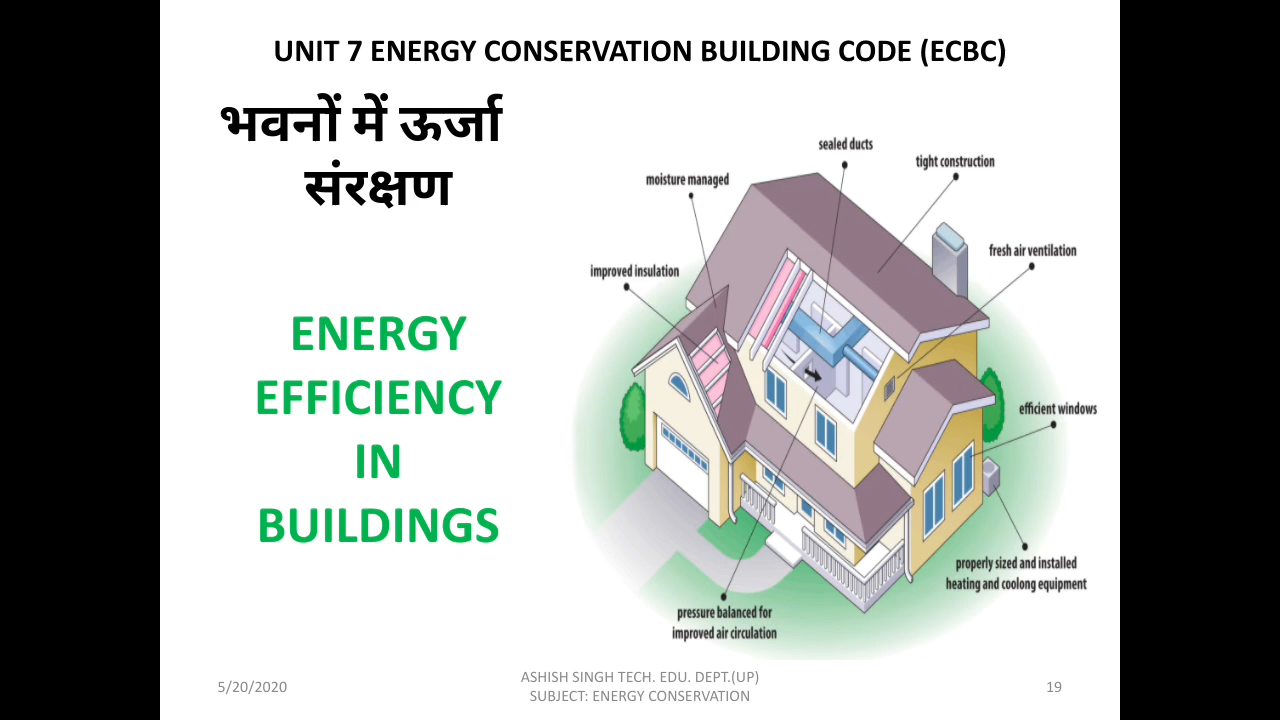 UNIT 7 ENERGY CONSERVATION BUILDING CODE (ECBC)
भवनों में ऊर्जा
संरक्षण
ENERGY
EFFICIENCY
IN
BUILDINGS
sealed ducts
tight construction
moisture managed
fresh air ventilation
improved insulation
efficient windows
properly sized and installed
heating and coolong equipment
pressure balanced for
improved air circulation
5/20/2020
ASHISH SINGH TECH. EDU. DEPT.(UP)
SUBJECT: ENERGY CONSERVATION
19